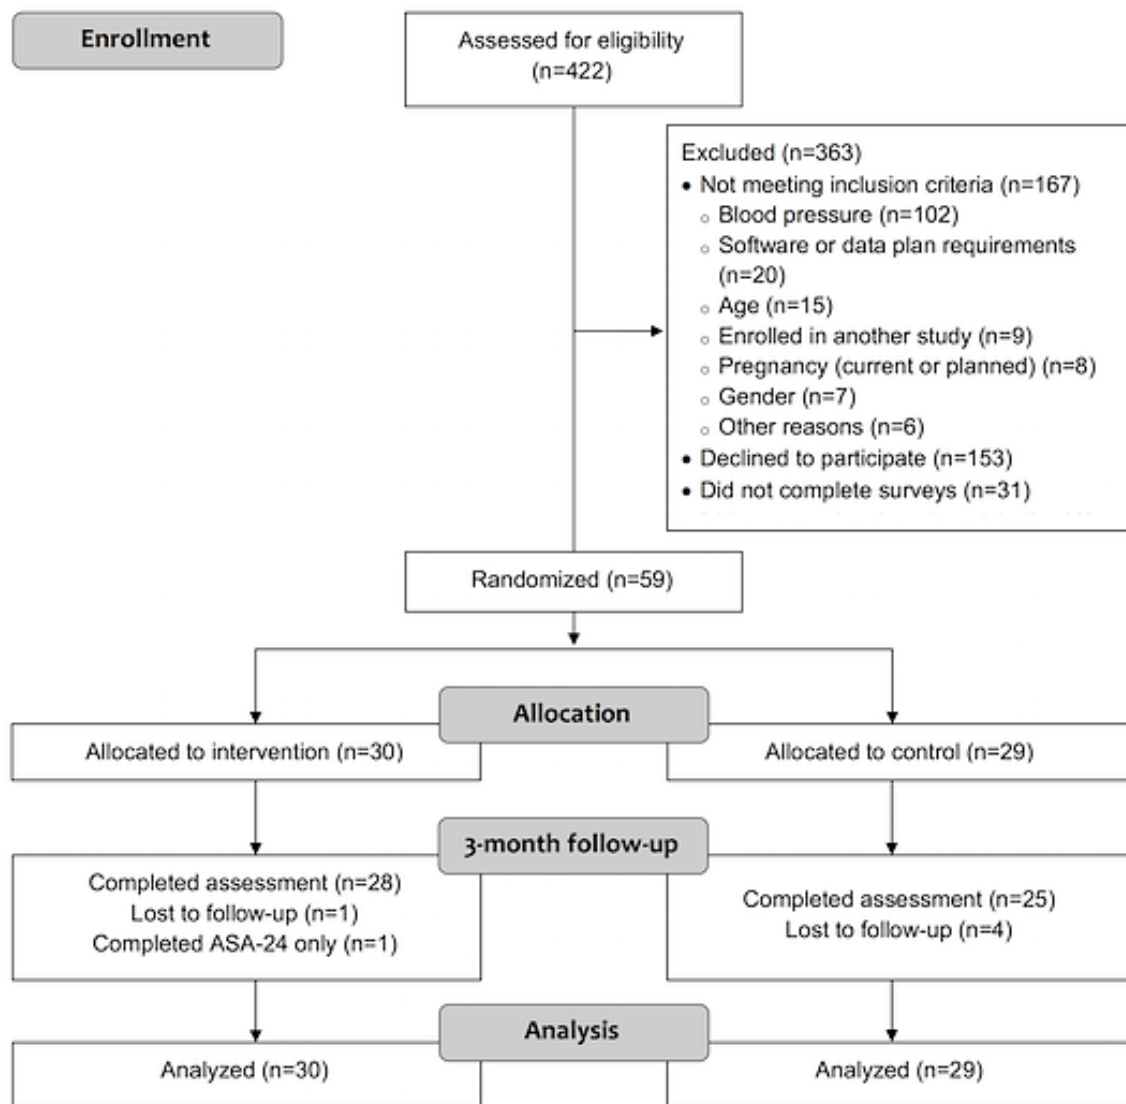 Enrollment
Assessed for eligibility
(n=422)
Excluded (n=363)
• Not meeting inclusion criteria (n=167)
o Blood pressure (n=102)
o Software or data plan requirements
(n=20)
o Age (n=15)
o Enrolled in another study (n=9)
o Pregnancy (current or planned) (n=8)
o Gender (n=7)
o Other reasons (n=6)
• Declined to participate (n=153)
• Did not complete surveys (n=31)
Randomized (n=59)
Allocation
Allocated to intervention (n=30)
Allocated to control (n=29)
3-month follow-up
Completed assessment (n=28)
Lost to follow-up (n=1)
Completed ASA-24 only (n=1)
Completed assessment (n=25)
Lost to follow-up (n=4)
Analysis
Analyzed (n=30)
Analyzed (n=29)